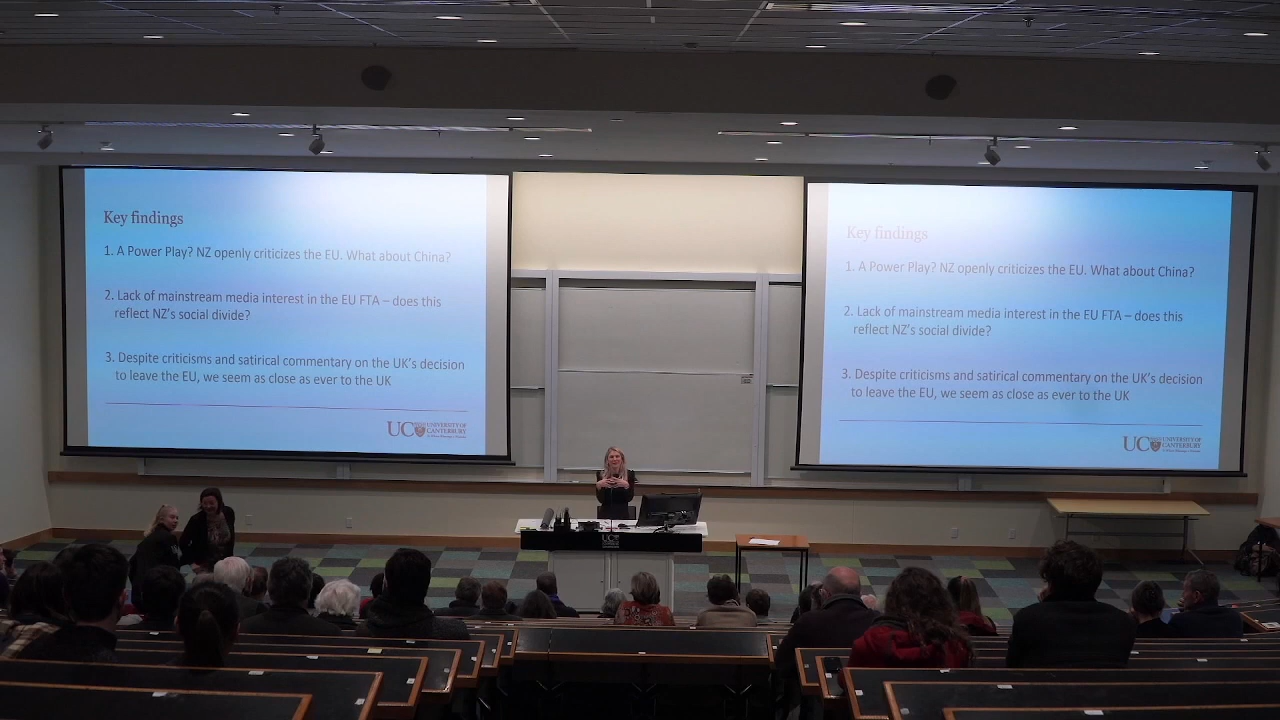 Key findings
1. A Power Play? NZ openly criticizes the EU. What about China?
2. Lack of mainstream media interest in the EU FTA – does this
reflect NZ's social divide?
3. Despite criticisms and satirical commentary on the UK's decision
to leave the EU, we seem as close as ever to the UK
UC UNIVERSITY OF
CANTERBURY
Key findings
1. A Power Play? NZ openly criticizes the EU. What about China?
2. Lack of mainstream media interest in the EU FTA – does this
reflect NZ's social divide?
3. Despite criticisms and satirical commentary on the UK's decision
to leave the EU, we seem as close as ever to the UK
UC UNIVERSITY OF
CANTERBURY
UC